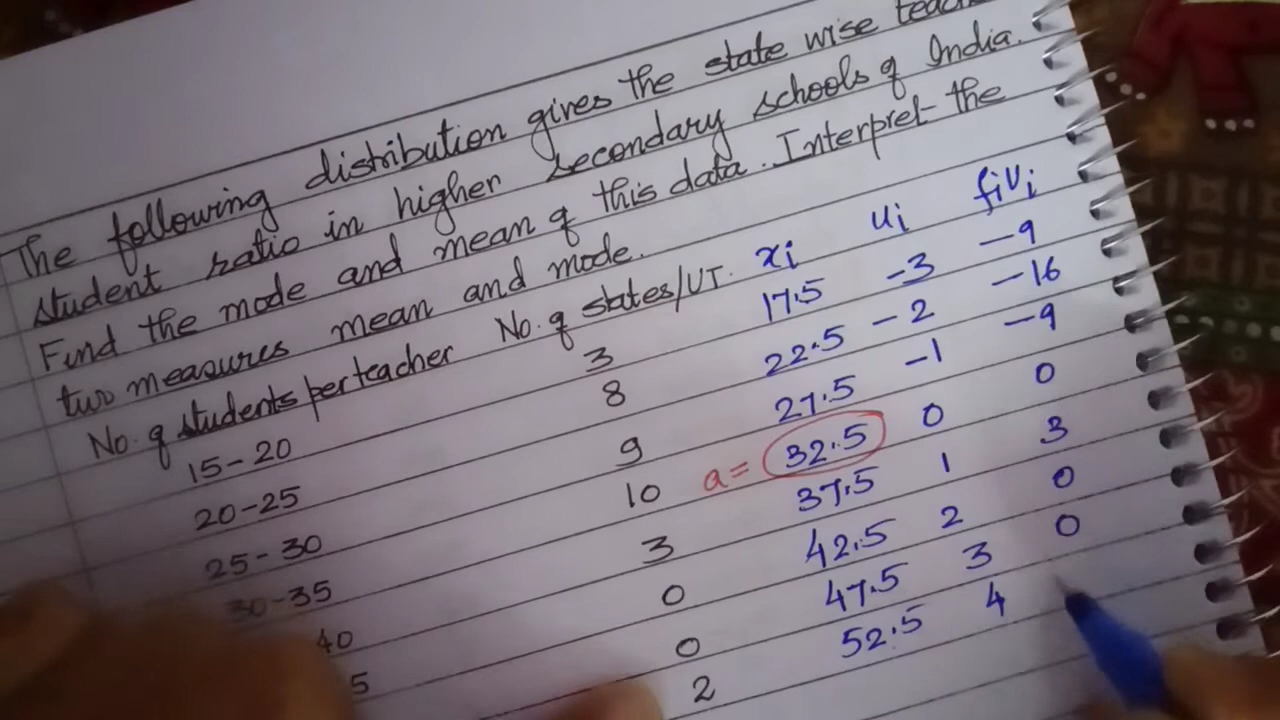 The following distribution gives the state wise
student ratio in higher secondary schools of India.
Find the mode and mean of this data. Interpret the
two measures mean and mode.
No. of students per teacher No. of states/UT. xi ui fiui
15-20 3 17.5 -3 -9
20-25 8 22.5 -2 -16
25-30 9 27.5 -1 -9
30-35 10 a= 32.5 0 0
40 3 37.5 1 3
5 0 42.5 2 0
0 47.5 3 0
2 52.5 4